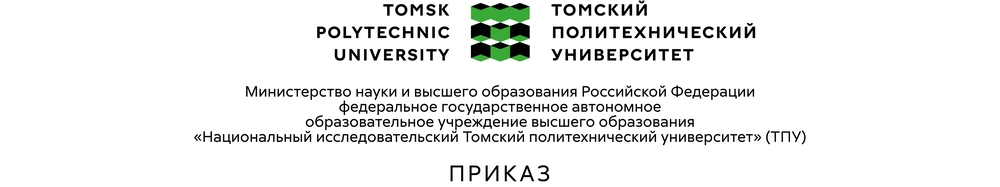 TOMSK
POLYTECHNIC
UNIVERSITY
ТОМСКИЙ
ПОЛИТЕХНИЧЕСКИЙ
УНИВЕРСИТЕТ
Министерство науки и высшего образования Российской Федерации
федеральное государственное автономное
образовательное учреждение высшего образования
«Национальный исследовательский Томский политехнический университет» (ТПУ)
ПРИКАЗ